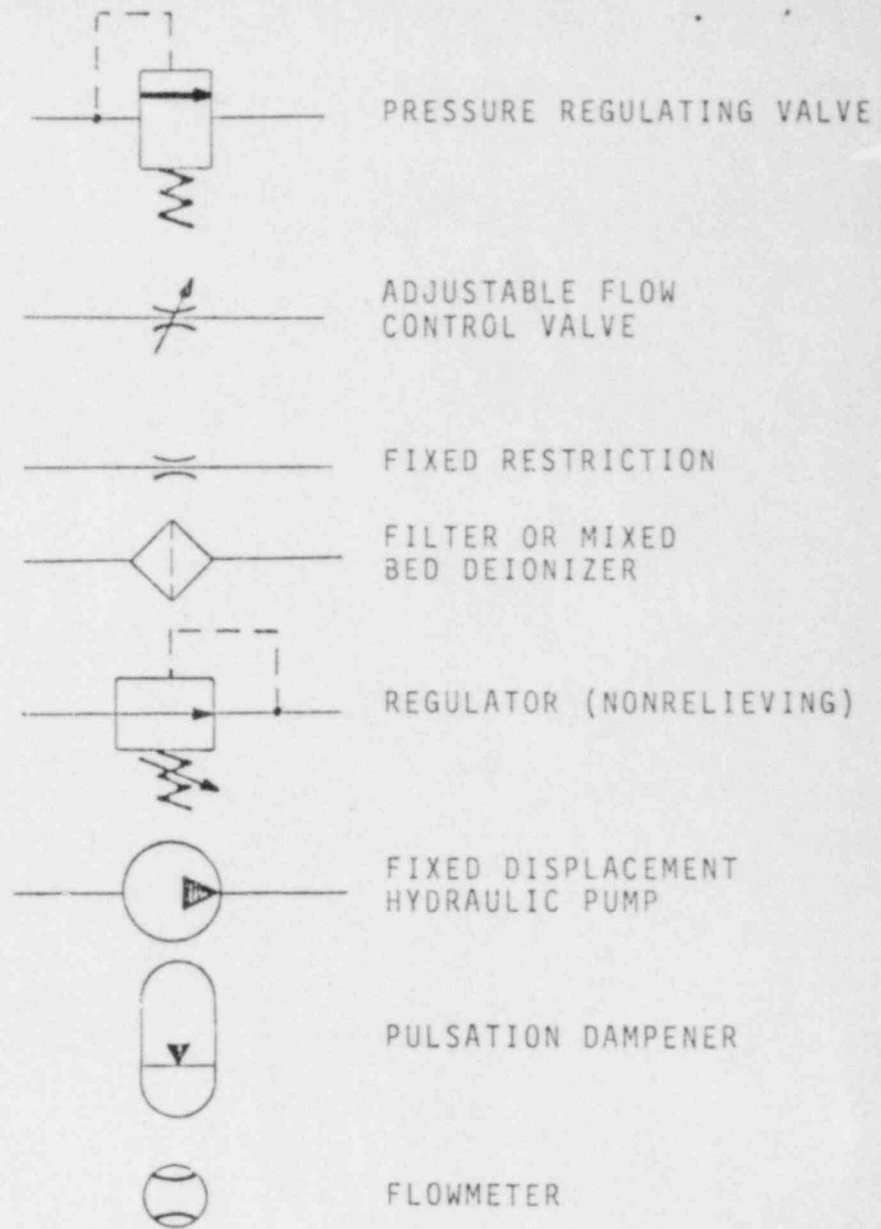 PRESSURE REGULATING VALVE
ADJUSTABLE FLOW
CONTROL VALVE
FIXED RESTRICTION
FILTER OR MIXED
BED DEIONIZER
REGULATOR (NONRELIEVING)
FIXED DISPLACEMENT
HYDRAULIC PUMP
PULSATION DAMPENER
FLOWMETER